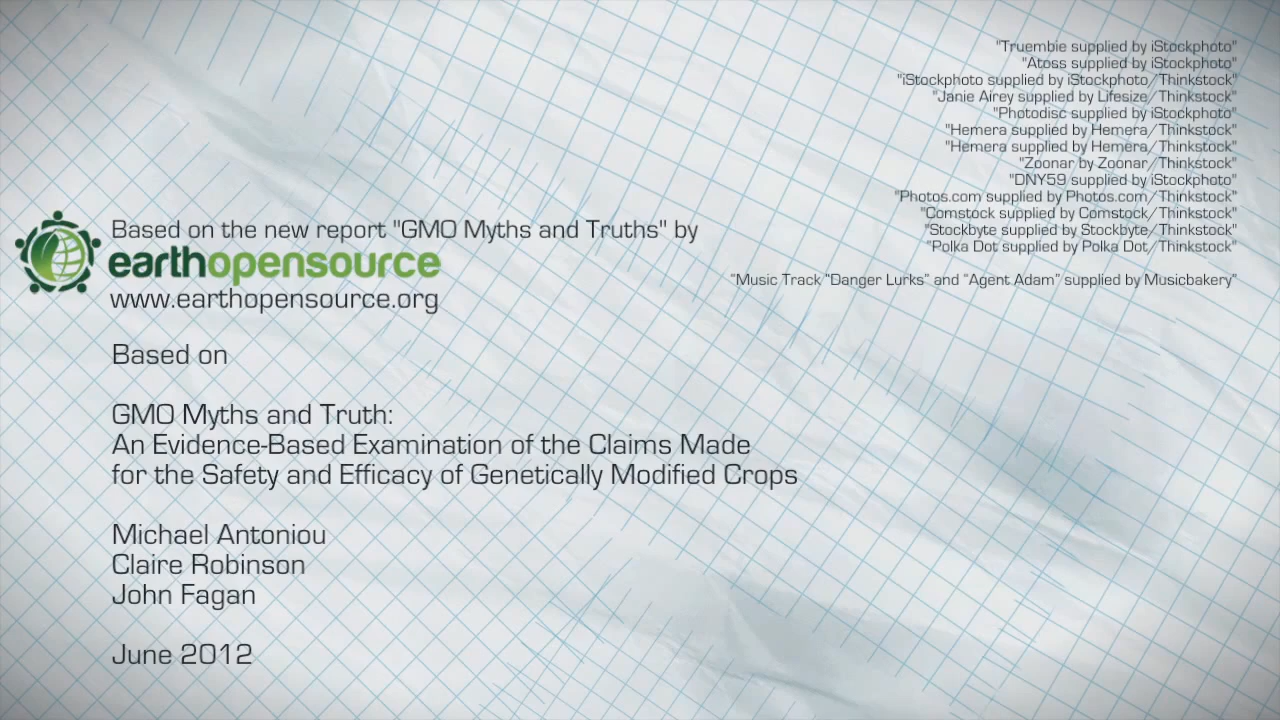 "Truembie supplied by iStockphoto"
"Atoss supplied by iStockphoto"
"iStockphoto supplied by iStockphoto/Thinkstock"
"Janie Airey supplied by Lifesize/Thinkstock"
"Photodisc supplied by iStockphoto"
"Hemera supplied by Hemera/Thinkstock"
"Hemera supplied by Hemera/Thinkstock"
"Zoonar by Zoonar/Thinkstock"
"DNY59 supplied by iStockphoto"
"Photos.com supplied by Photos.com/Thinkstock"
"Comstock supplied by Comstock/Thinkstock"
"Stockbyte supplied by Stockbyte/Thinkstock"
"Polka Dot supplied by Polka Dot/Thinkstock"
"Music Track "Danger Lurks" and "Agent Adam" supplied by Musicbakery"
Based on the new report "GMO Myths and Truths" by
earthopensource
www.earthopensource.org
Based on
GMO Myths and Truth:
An Evidence-Based Examination of the Claims Made
for the Safety and Efficacy of Genetically Modified Crops
Michael Antoniou
Claire Robinson
John Fagan
June 2012